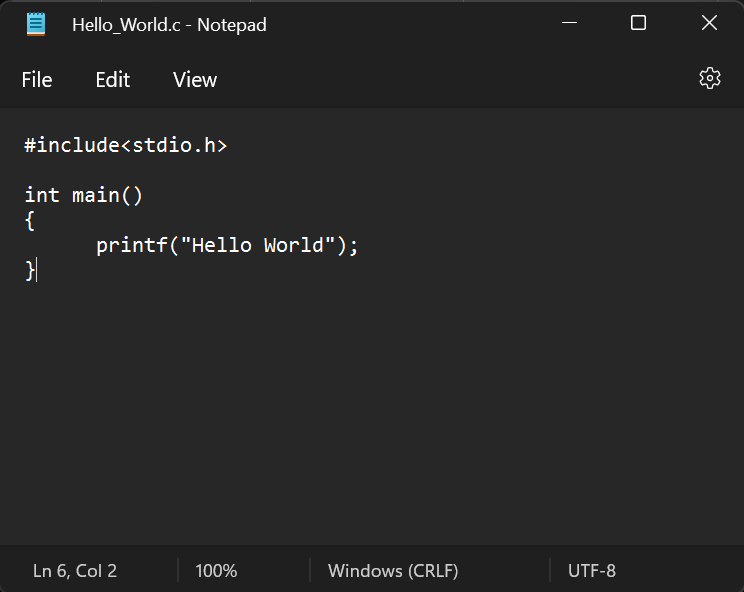 Hello_World.c - Notepad
File Edit View
#include<stdio.h>

int main()
{
      printf("Hello World");
}
Ln 6, Col 2 100% Windows (CRLF) UTF-8